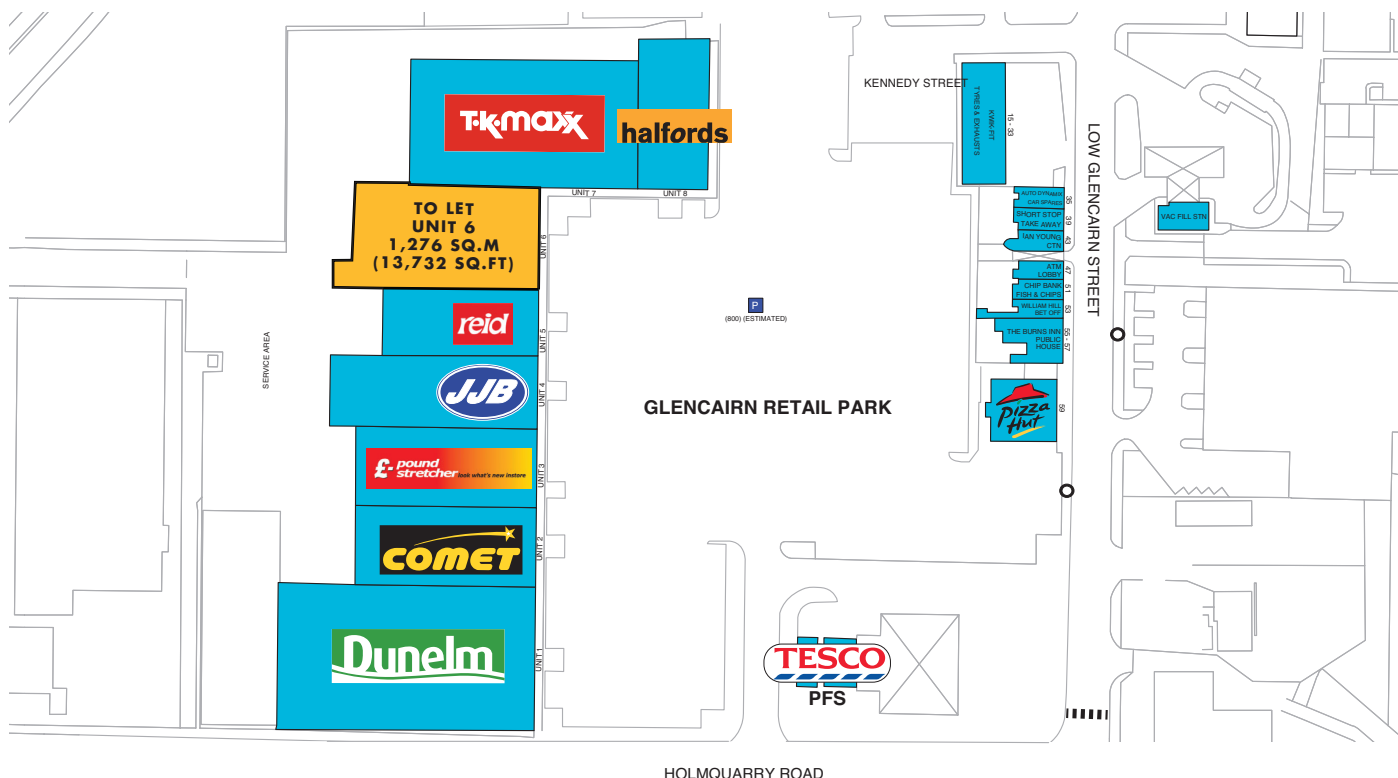 T·K·maxx
halfords
UNIT 7
UNIT 8
TO LET
UNIT 6
1,276 SQ.M
(13,732 SQ.FT)
UNIT 6
reid
UNIT 5
JJB
UNIT 4
£- pound
stretcher look what's new instore
UNIT 3
COMET
UNIT 2
Dunelm
UNIT 1
SERVICE AREA
P
(800) (ESTIMATED)
GLENCAIRN RETAIL PARK
TESCO
PFS
KENNEDY STREET
KWIK-FIT
TYRES & EXHAUSTS
15 - 33
AUTO DYNAMIX
CAR SPARES
35
SHORT STOP
TAKE AWAY
39
IAN YOUNG
CTN
43
ATM
LOBBY
47
CHIP BANK
FISH & CHIPS
51
WILLIAM HILL
BET OFF
53
THE BURNS INN
PUBLIC
HOUSE
55 - 57
Pizza
Hut
59
LOW GLENCAIRN STREET
VAC FILL STN
HOLMQUARRY ROAD